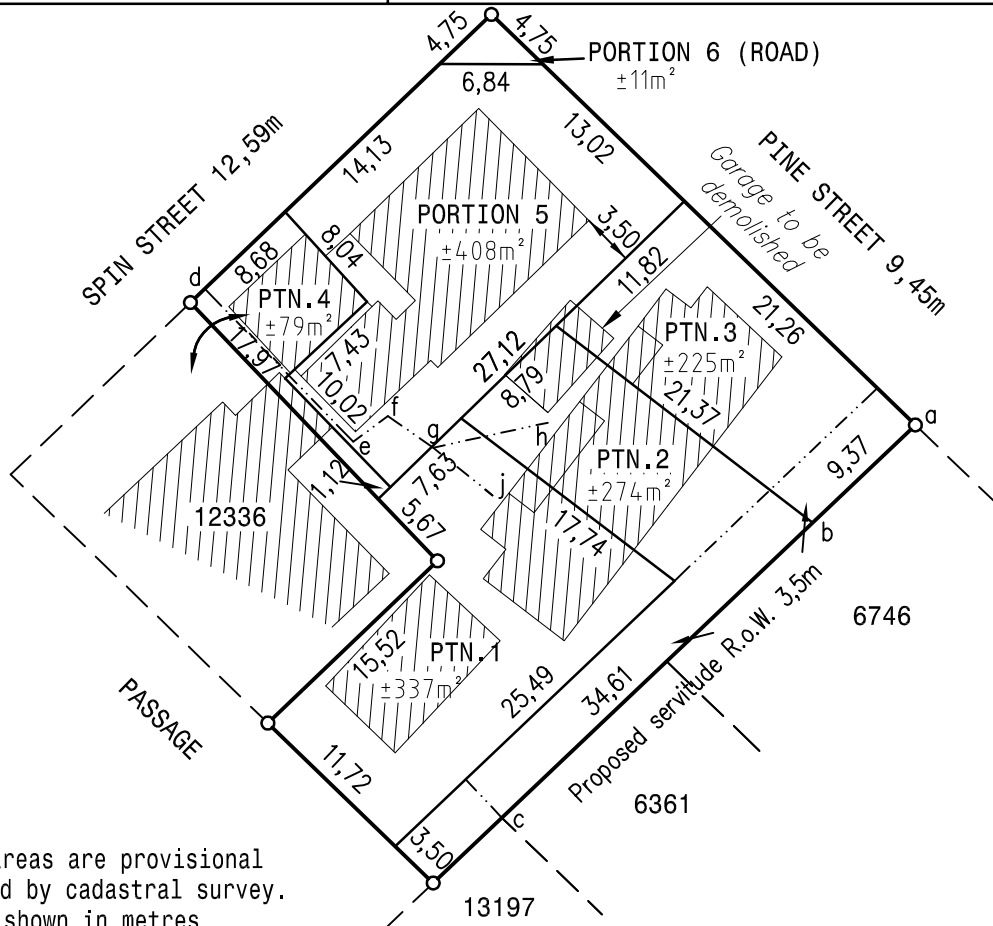 4,75
4,75
PORTION 6 (ROAD)
±11m²
6,84
13,02
14,13
SPIN STREET 12,59m
PINE STREET 9,45m
Garage to be
demolished
PORTION 5
±408m²
3,50
8,04
8,68
11,82
d
PTN.4
±79m²
21,26
PTN.3
±225m²
17,97
7,43
27,12
10,02
8,79
21,37
a
f
e
g
h
9,37
7,63
j
PTN.2
±274m²
1,12
5,67
12336
17,74
b
Proposed servitude R.o.W. 3,5m
6746
15,52
PTN.1
±337m²
25,49
34,61
PASSAGE
11,72
6361
c
3,50
areas are provisional
d by cadastral survey.
shown in metres
13197